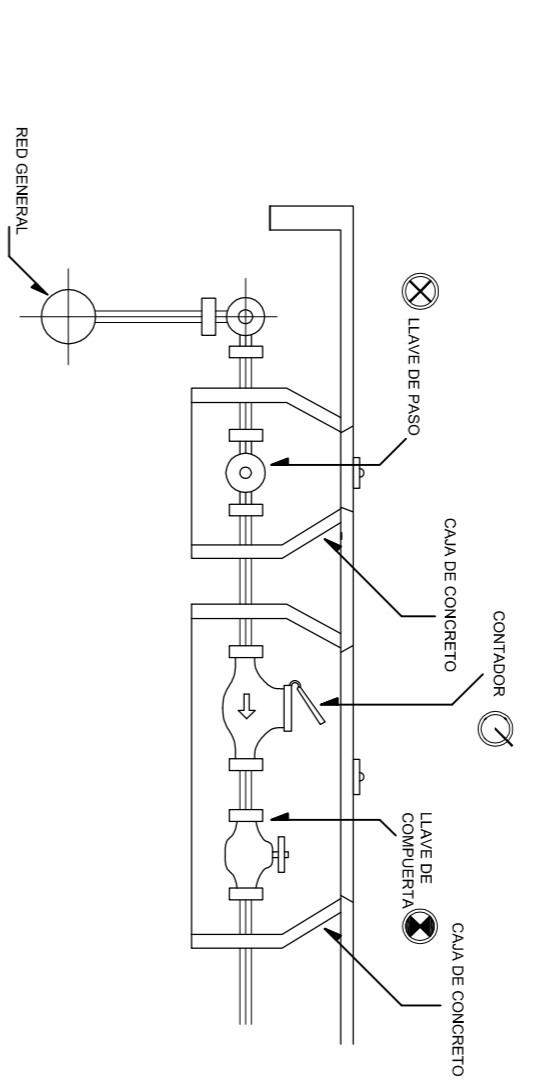 RED GENERAL
LLAVE DE PASO
CAJA DE CONCRETO
CONTADOR
LLAVE DE
COMPUERTA
CAJA DE CONCRETO